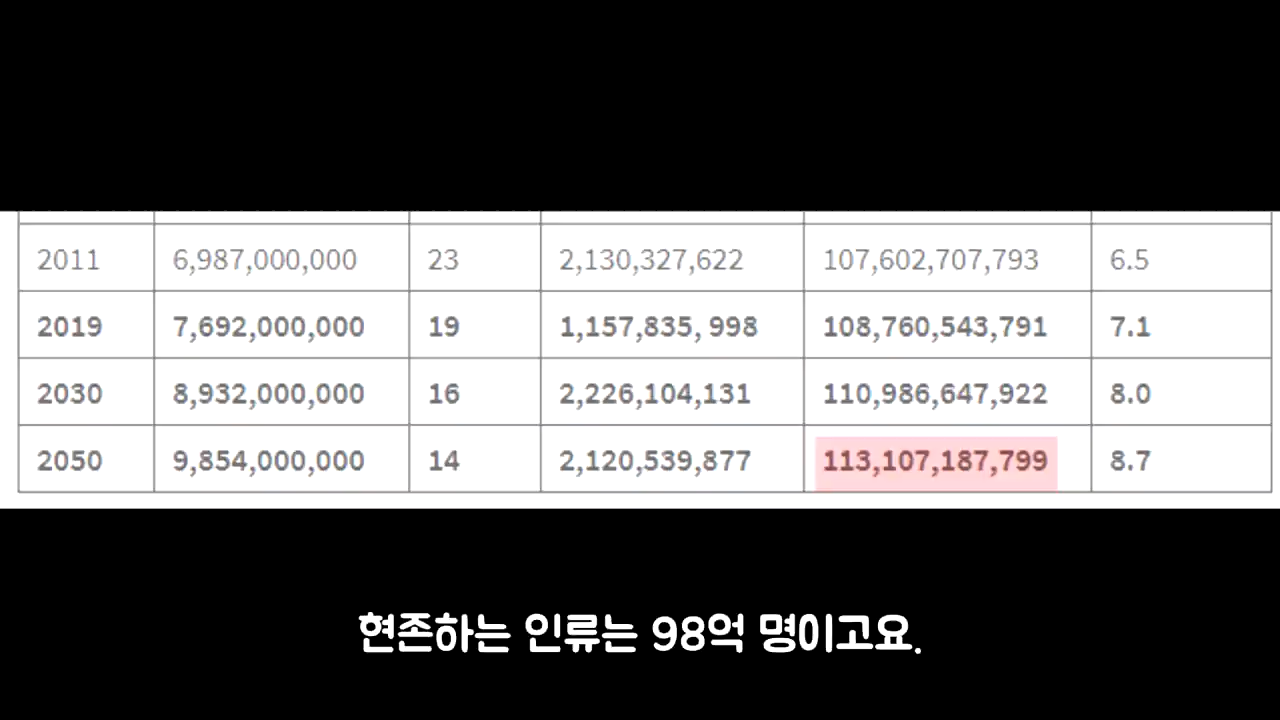 2011 6,987,000,000 23 2,130,327,622 107,602,707,793 6.5
2019 7,692,000,000 19 1,157,835, 998 108,760,543,791 7.1
2030 8,932,000,000 16 2,226,104,131 110,986,647,922 8.0
2050 9,854,000,000 14 2,120,539,877 113,107,187,799 8.7
현존하는 인류는 98억 명이고요.